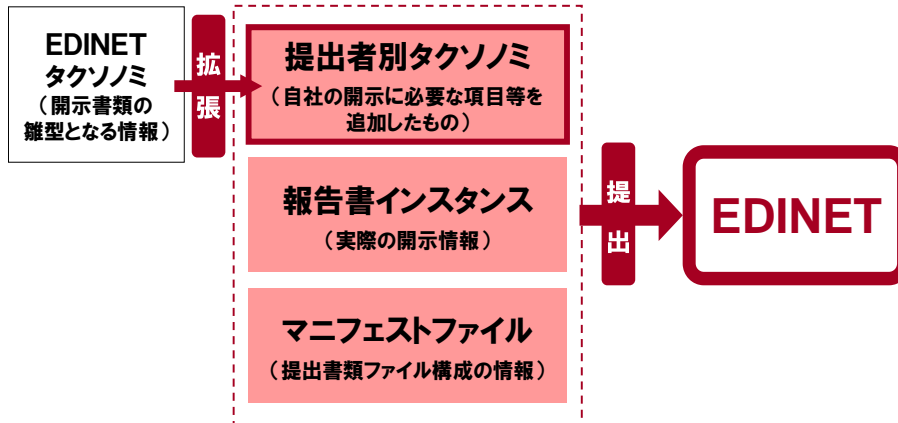 EDINET
タクソノミ
（開示書類の
雛型となる情報）
拡張
提出者別タクソノミ
（自社の開示に必要な項目等を
追加したもの）
報告書インスタンス
（実際の開示情報）
マニフェストファイル
（提出書類ファイル構成の情報）
提出
EDINET